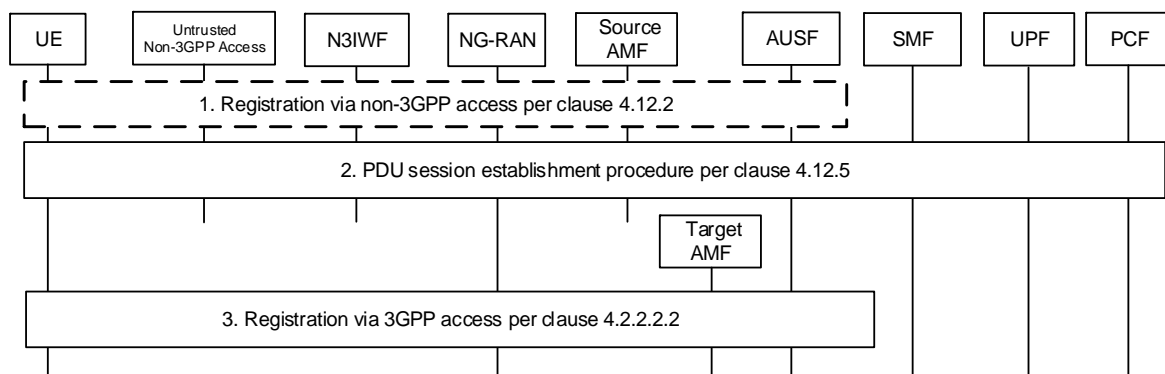 UE
Untrusted
Non-3GPP Access
N3IWF
NG-RAN
Source
AMF
AUSF
SMF
UPF
PCF
1. Registration via non-3GPP access per clause 4.12.2
2. PDU session establishment procedure per clause 4.12.5
Target
AMF
3. Registration via 3GPP access per clause 4.2.2.2.2